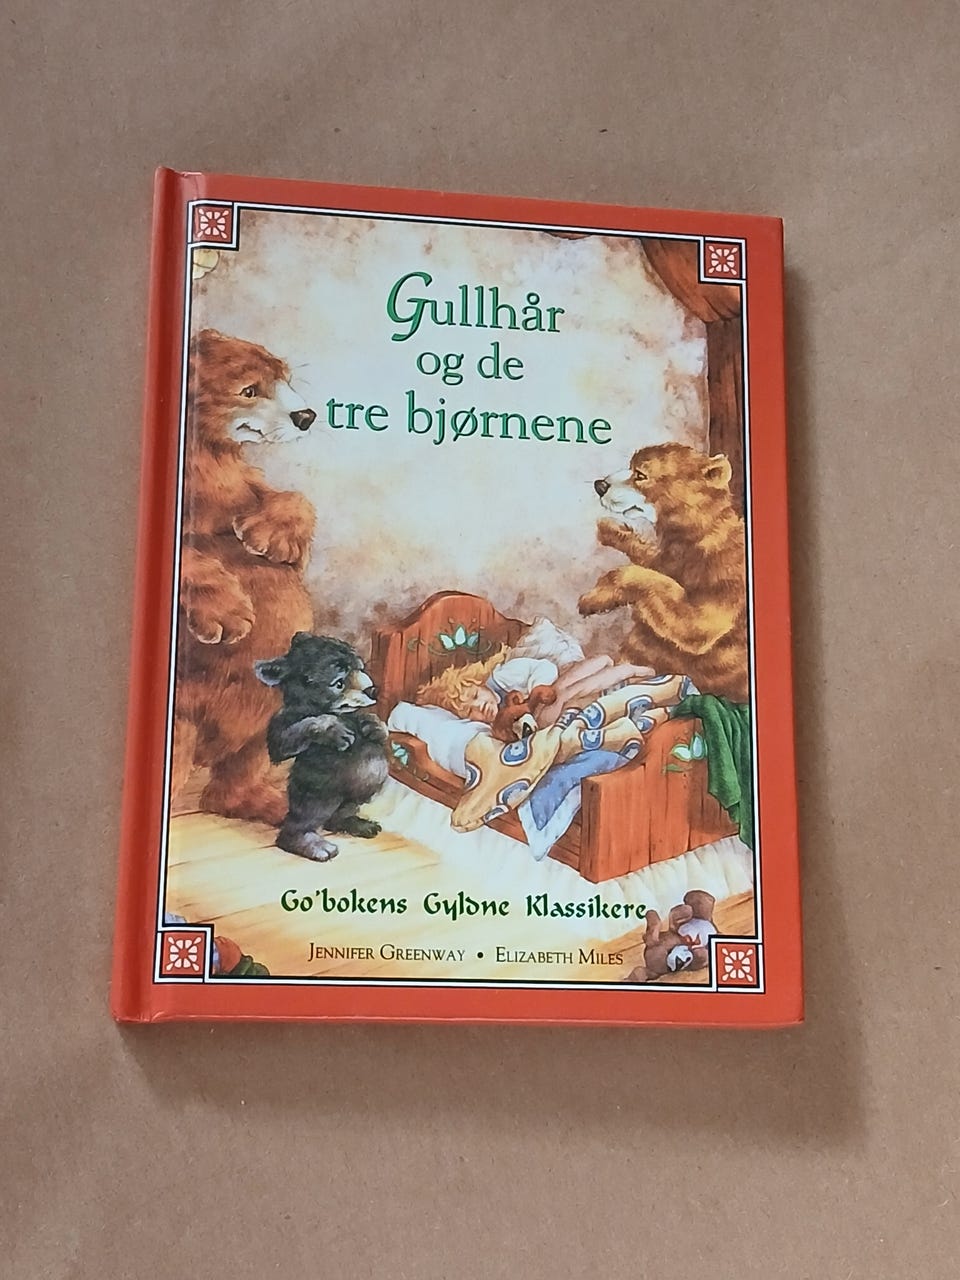 Gullhår
og de
tre bjørnene
Go'bokens Gyldne Klassikere
Jennifer Greenway • Elizabeth Miles